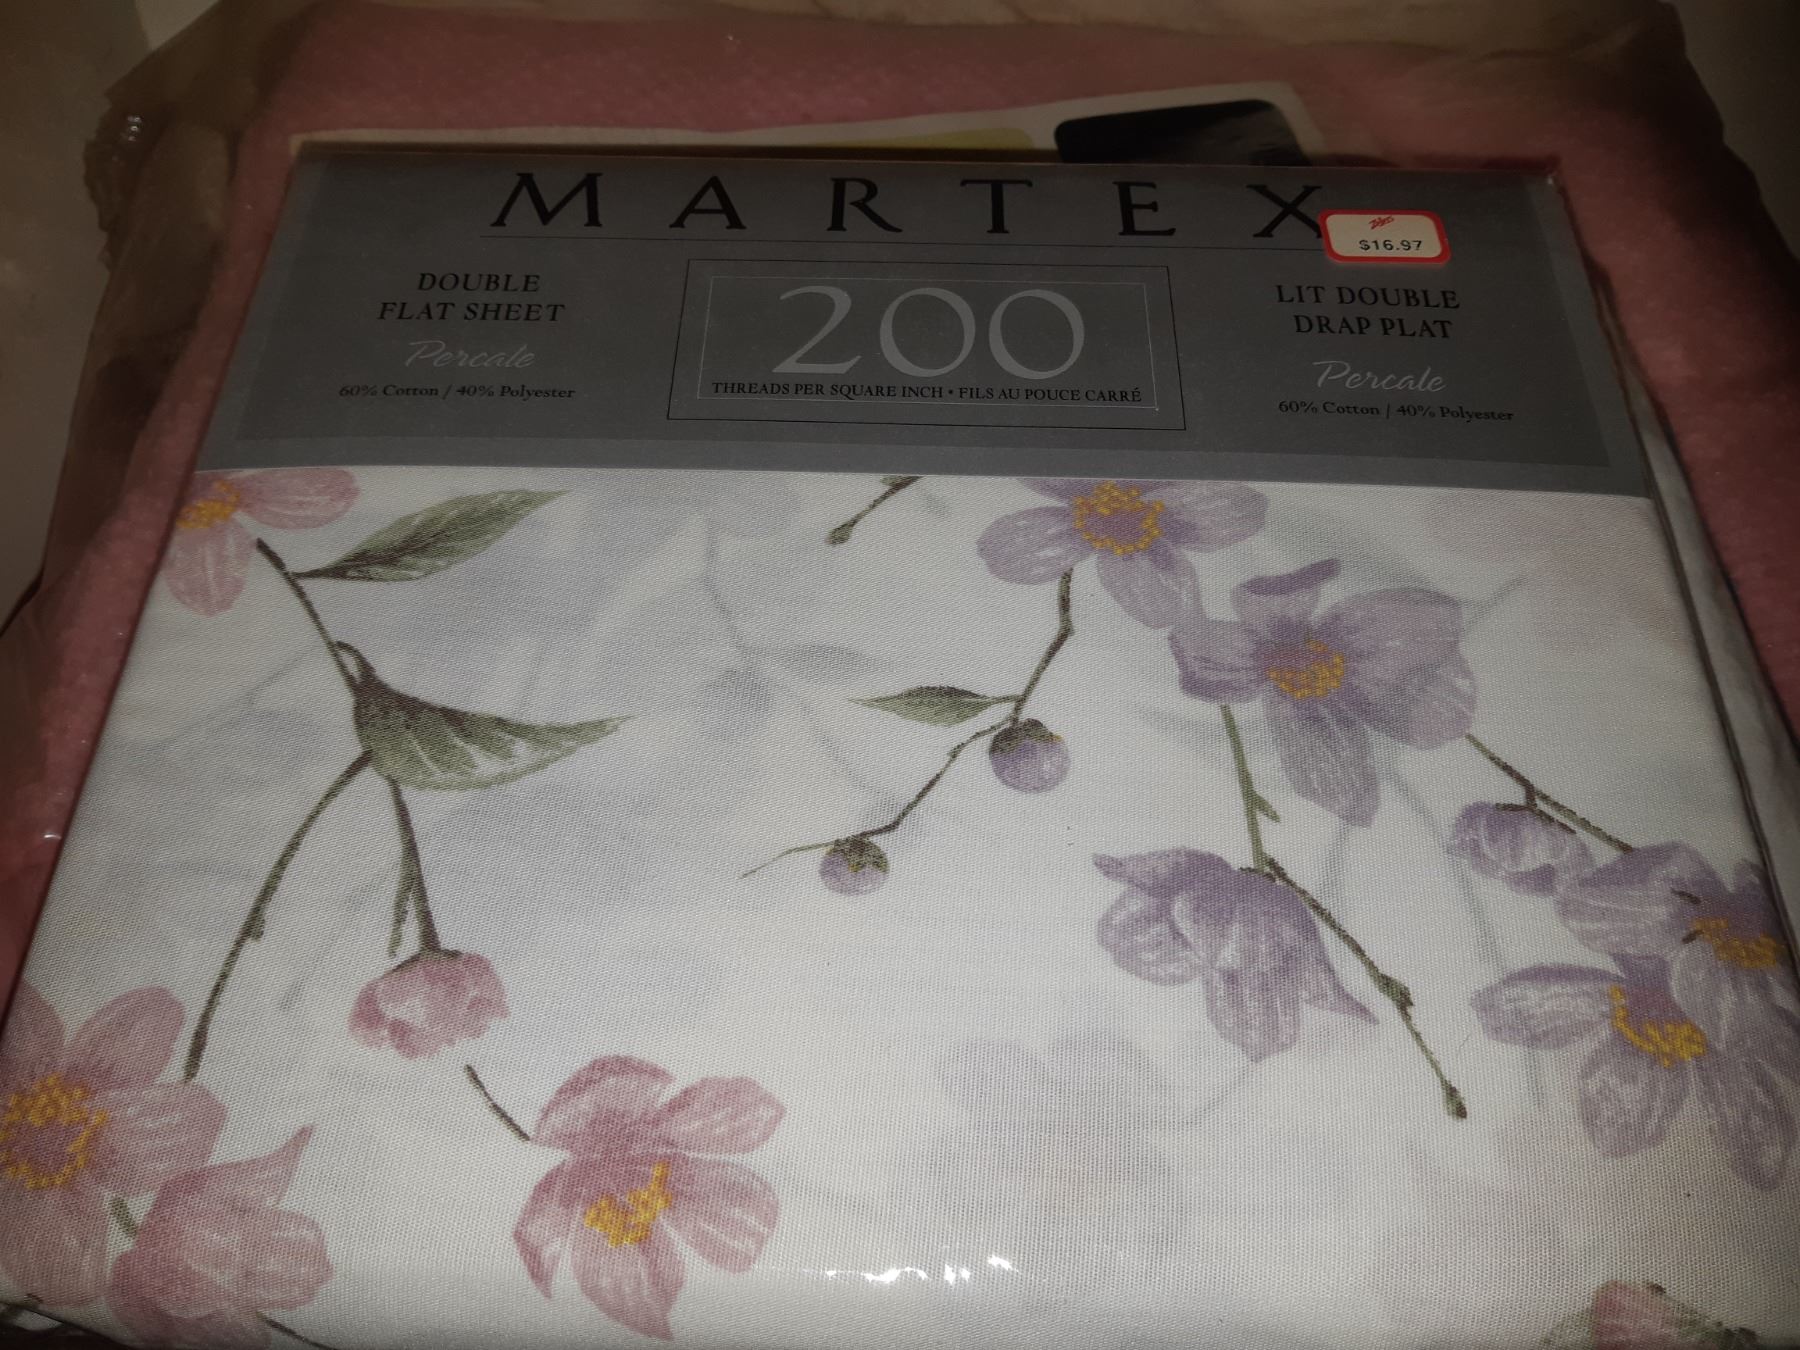 MARTEX
Zellers
$16.97
DOUBLE
FLAT SHEET
Percale
60% Cotton / 40% Polyester
200
THREADS PER SQUARE INCH • FILS AU POUCE CARRÉ
LIT DOUBLE
DRAP PLAT
Percale
60% Cotton / 40% Polyester